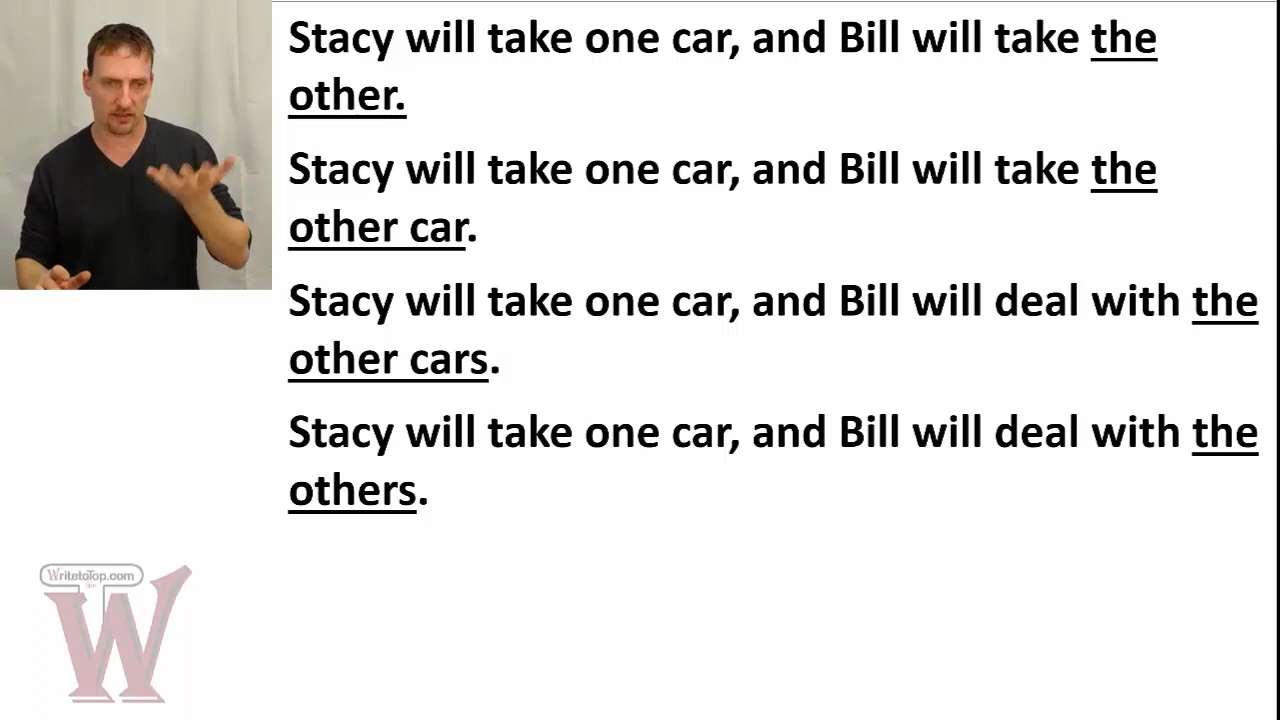 Stacy will take one car, and Bill will take the
other.
Stacy will take one car, and Bill will take the
other car.
Stacy will take one car, and Bill will deal with the
other cars.
Stacy will take one car, and Bill will deal with the
others.
WritetoTop.com
W